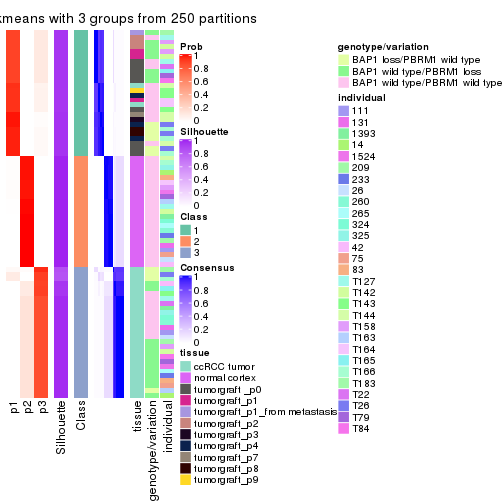 kmeans with 3 groups from 250 partitions
Prob
1
0.8
0.6
0.4
0.2
0
Silhouette
1
0.8
0.6
0.4
0.2
0
Class
1
2
3
Consensus
1
0.8
0.6
0.4
0.2
0
tissue
ccRCC tumor
normal cortex
tumorgraft_p0
tumorgraft_p1
tumorgraft_p1_from metastasis
tumorgraft_p2
tumorgraft_p3
tumorgraft_p4
tumorgraft_p7
tumorgraft_p8
tumorgraft_p9
genotype/variation
BAP1 loss/PBRM1 wild type
BAP1 wild type/PBRM1 loss
BAP1 wild type/PBRM1 wild type
individual
111
131
1393
14
1524
209
233
26
260
265
324
325
42
75
83
T127
T142
T143
T144
T158
T163
T164
T165
T166
T183
T22
T26
T79
T84
p1
p2
p3
Silhouette
Class
tissue
genotype/variation
individual